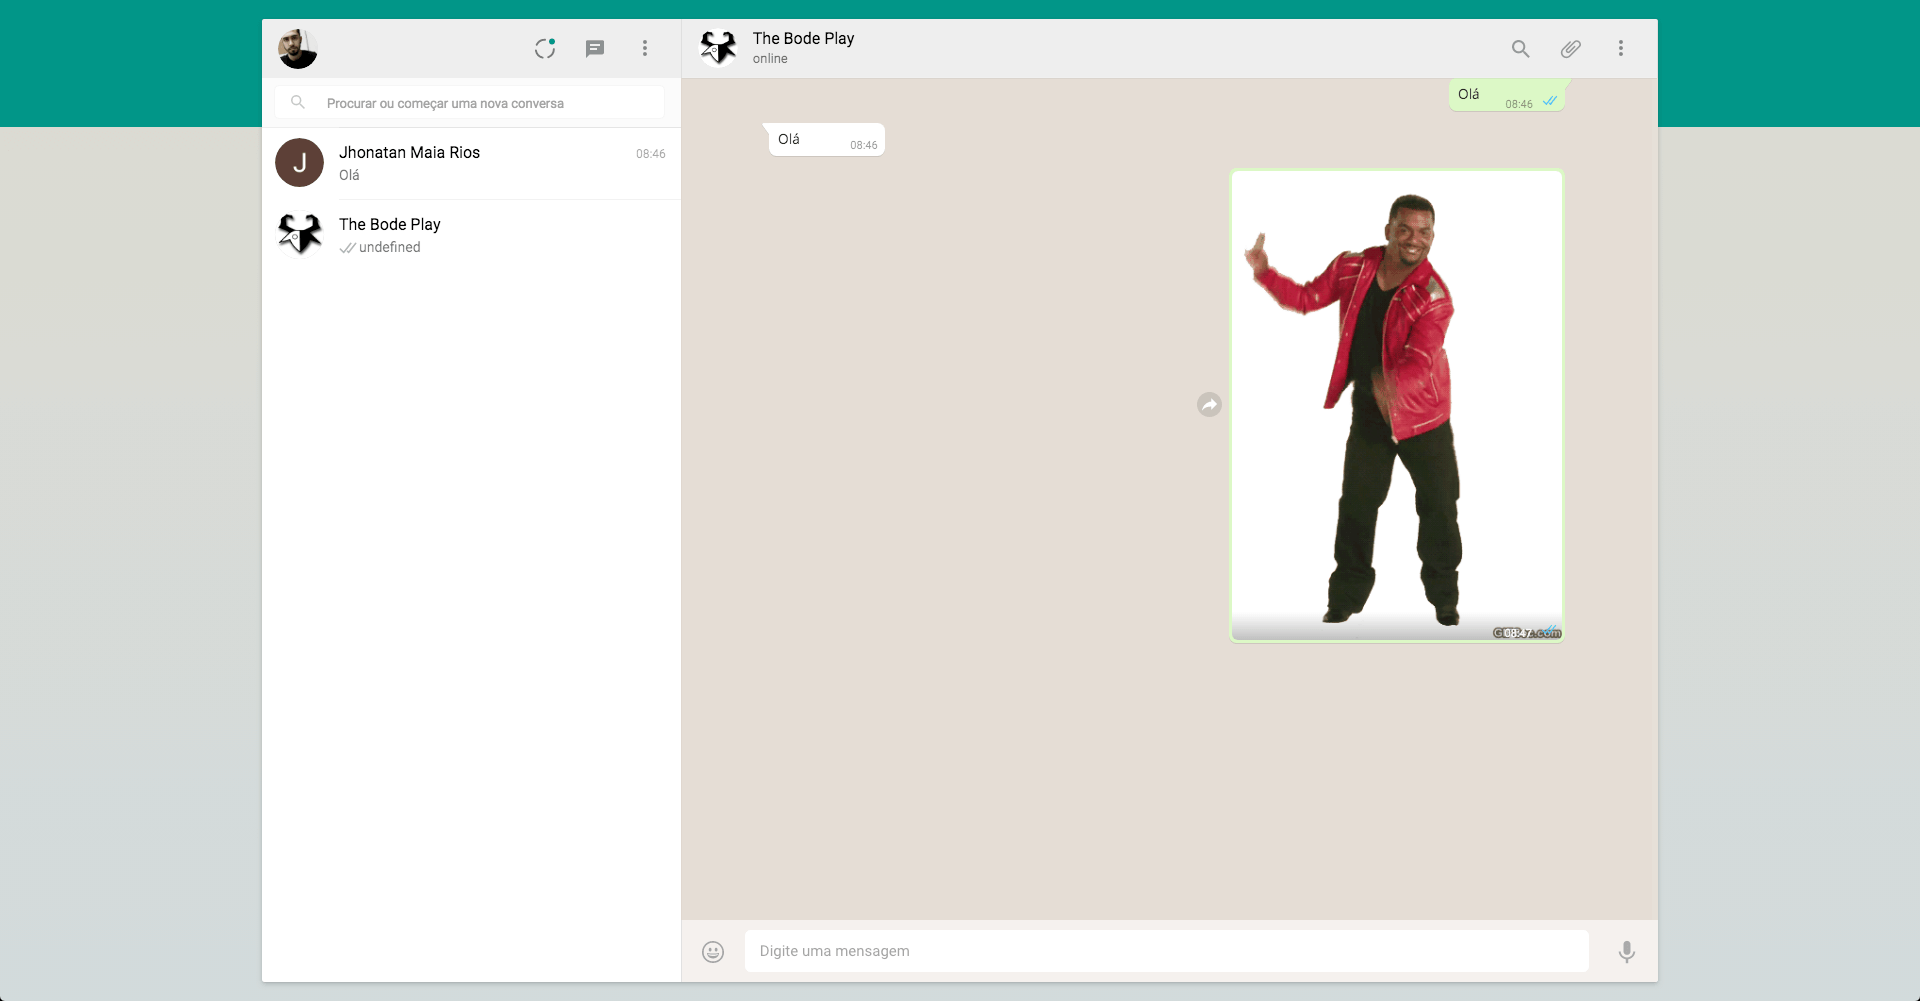 Procurar ou começar uma nova conversa
J
Jhonatan Maia Rios
08:46
Olá
The Bode Play
undefined
The Bode Play
online
Olá
08:46
Olá
08:46
08:47
Digite uma mensagem